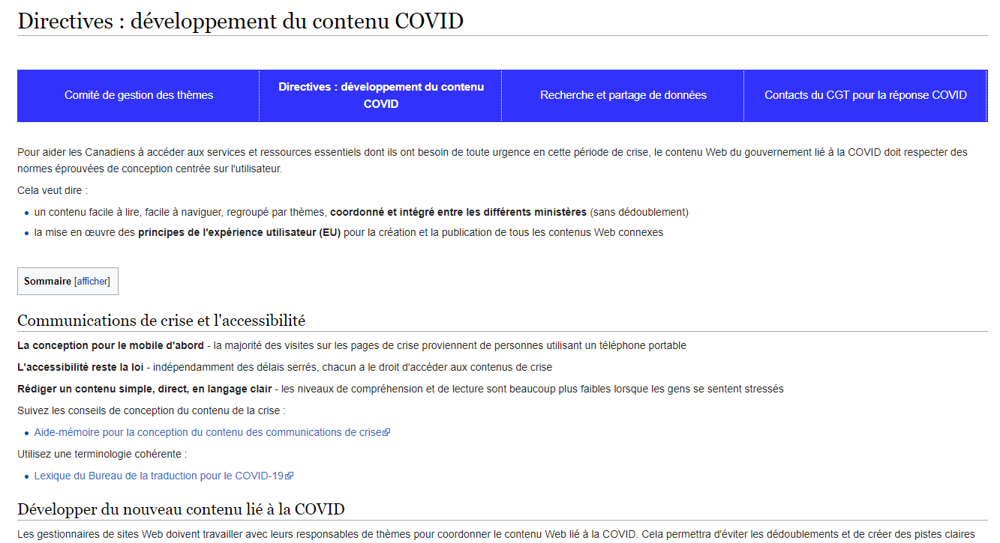 Directives : développement du contenu COVID
Comité de gestion des thèmes
Directives : développement du contenu
COVID
Recherche et partage de données
Contacts du CGT pour la réponse COVID
Pour aider les Canadiens à accéder aux services et ressources essentiels dont ils ont besoin de toute urgence en cette période de crise, le contenu Web du gouvernement lié à la COVID doit respecter des
normes éprouvées de conception centrée sur l'utilisateur.
Cela veut dire :
• un contenu facile à lire, facile à naviguer, regroupé par thèmes, coordonné et intégré entre les différents ministères (sans dédoublement)
• la mise en œuvre des principes de l'expérience utilisateur (EU) pour la création et la publication de tous les contenus Web connexes
Sommaire [afficher]
Communications de crise et l'accessibilité
La conception pour le mobile d'abord - la majorité des visites sur les pages de crise proviennent de personnes utilisant un téléphone portable
L'accessibilité reste la loi - indépendamment des délais serrés, chacun a le droit d'accéder aux contenus de crise
Rédiger un contenu simple, direct, en langage clair - les niveaux de compréhension et de lecture sont beaucoup plus faibles lorsque les gens se sentent stressés
Suivez les conseils de conception du contenu de la crise :
• Aide-mémoire pour la conception du contenu des communications de crise
Utilisez une terminologie cohérente :
• Lexique du Bureau de la traduction pour le COVID-19
Développer du nouveau contenu lié à la COVID
Les gestionnaires de sites Web doivent travailler avec leurs responsables de thèmes pour coordonner le contenu Web lié à la COVID. Cela permettra d'éviter les dédoublements et de créer des pistes claires